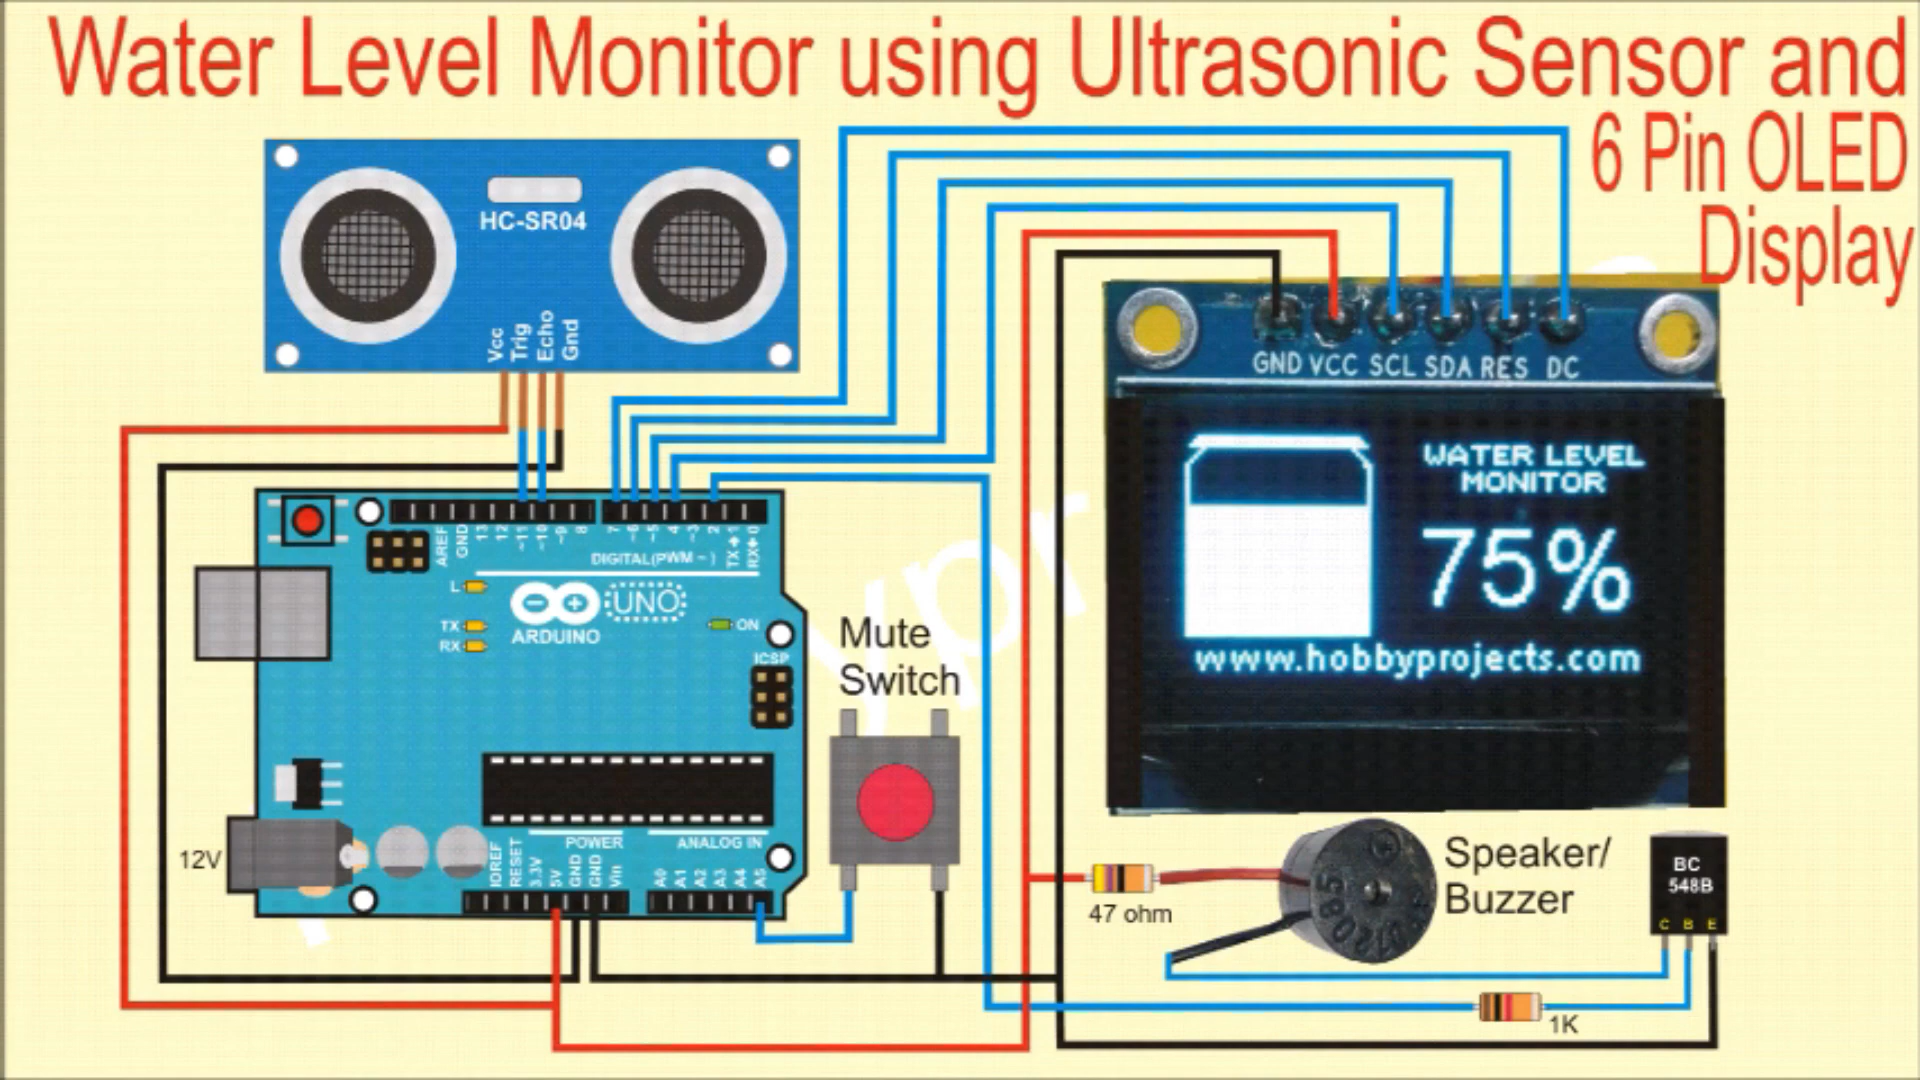 Water Level Monitor using Ultrasonic Sensor and
6 Pin OLED
Display
HC-SR04
Vcc
Trig
Echo
Gnd
GND VCC SCL SDA RES DC
WATER LEVEL
MONITOR
75%
www.hobbyprojects.com
AREF
GND
13
12
~11
~10
~9
8
7
~6
~5
4
~3
2
TX→1
RX←0
DIGITAL(PWM ~)
L
TX
RX
UNO
ARDUINO
ON
ICSP
Mute
Switch
12V
POWER
ANALOG IN
IOREF
RESET
3.3V
5V
GND
GND
Vin
A0
A1
A2
A3
A4
A5
47 ohm
Speaker/
Buzzer
BC
548B
C B E
1K